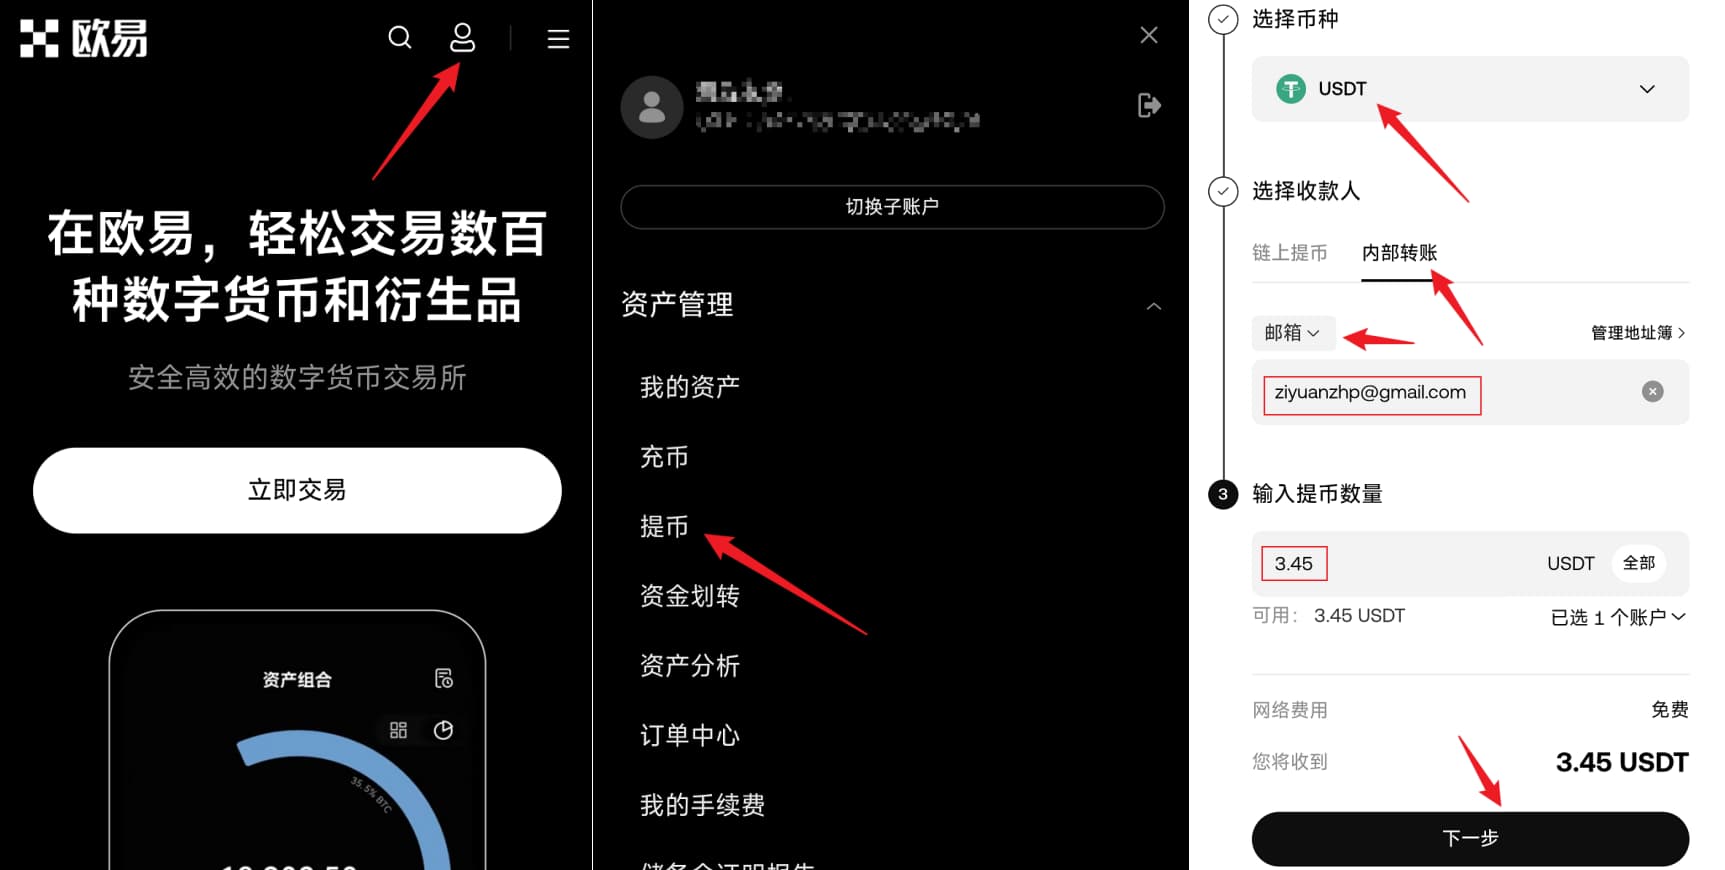 欧易
在欧易，轻松交易数百
种数字货币和衍生品
安全高效的数字货币交易所
立即交易
资产组合
35.5% BTC
切换子账户
资产管理
我的资产
充币
提币
资金划转
资产分析
订单中心
我的手续费
选择币种
USDT
选择收款人
链上提币 内部转账
邮箱 管理地址簿
ziyuanzhp@gmail.com
3 输入提币数量
3.45 USDT 全部
可用： 3.45 USDT 已选 1 个账户
网络费用 免费
您将收到 3.45 USDT
下一步